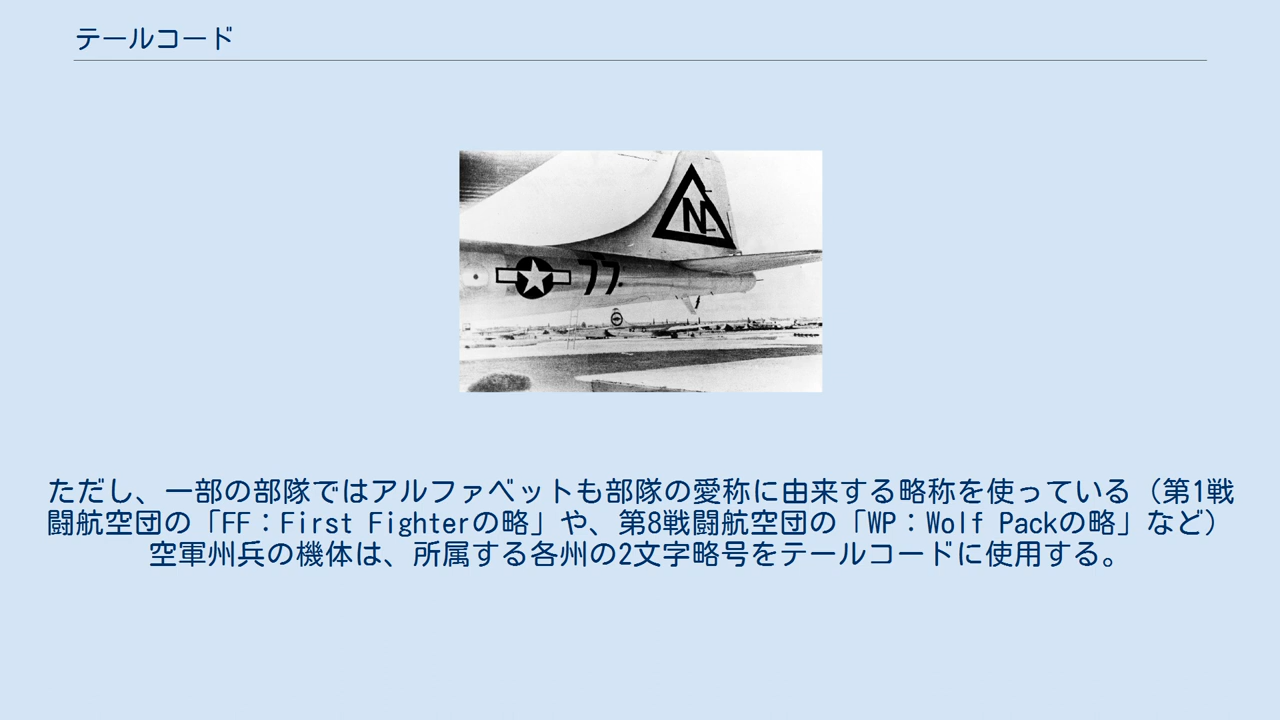 テールコード
N
77
ただし、一部の部隊ではアルファベットも部隊の愛称に由来する略称を使っている（第1戦
闘航空団の「FF：First Fighterの略」や、第8戦闘航空団の「WP：Wolf Packの略」など）
空軍州兵の機体は、所属する各州の2文字略号をテールコードに使用する。